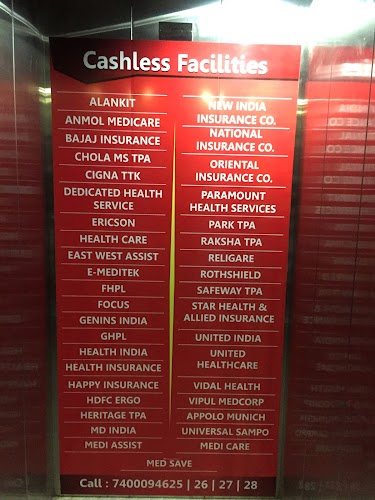 Cashless Facilities
ALANKIT
ANMOL MEDICARE
BAJAJ INSURANCE
CHOLA MS TPA
CIGNA TTK
DEDICATED HEALTH
SERVICE
ERICSON
HEALTH CARE
EAST WEST ASSIST
E-MEDITEK
FHPL
FOCUS
GENINS INDIA
GHPL
HEALTH INDIA
HEALTH INSURANCE
HAPPY INSURANCE
HDFC ERGO
HERITAGE TPA
MD INDIA
MEDI ASSIST
NEW INDIA
INSURANCE CO.
NATIONAL
INSURANCE CO.
ORIENTAL
INSURANCE CO.
PARAMOUNT
HEALTH SERVICES
PARK TPA
RAKSHA TPA
RELIGARE
ROTHSHIELD
SAFEWAY TPA
STAR HEALTH &
ALLIED INSURANCE
UNITED INDIA
UNITED
HEALTHCARE
VIDAL HEALTH
VIPUL MEDCORP
APPOLO MUNICH
UNIVERSAL SAMPO
MEDI CARE
MED SAVE
Call : 7400094625 | 26 | 27 | 28